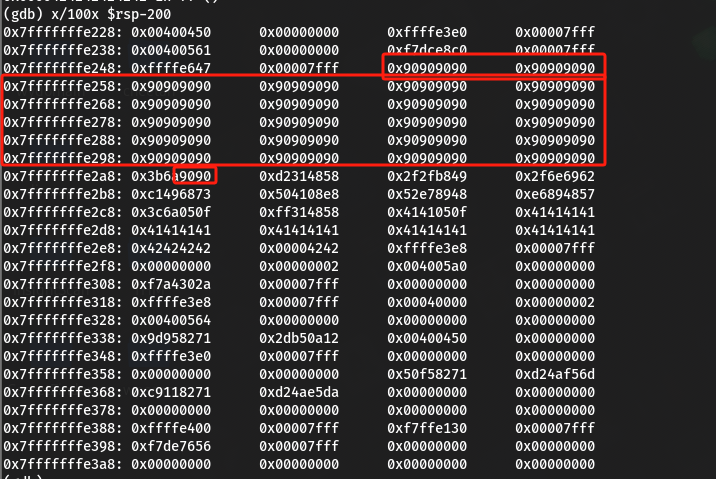 (gdb) x/100x $rsp-200
0x7fffffffe228: 0x00400450 0x00000000 0xffffe3e0 0x00007fff
0x7fffffffe238: 0x00400561 0x00000000 0xf7dce8c0 0x00007fff
0x7fffffffe248: 0xffffe647 0x00007fff 0x90909090 0x90909090
0x7fffffffe258: 0x90909090 0x90909090 0x90909090 0x90909090
0x7fffffffe268: 0x90909090 0x90909090 0x90909090 0x90909090
0x7fffffffe278: 0x90909090 0x90909090 0x90909090 0x90909090
0x7fffffffe288: 0x90909090 0x90909090 0x90909090 0x90909090
0x7fffffffe298: 0x90909090 0x90909090 0x90909090 0x90909090
0x7fffffffe2a8: 0x3b6a9090 0xd2314858 0x2f2fb849 0x2f6e6962
0x7fffffffe2b8: 0xc1496873 0x504108e8 0x52e78948 0xe6894857
0x7fffffffe2c8: 0x3c6a050f 0xff314858 0x4141050f 0x41414141
0x7fffffffe2d8: 0x41414141 0x41414141 0x41414141 0x41414141
0x7fffffffe2e8: 0x42424242 0x00004242 0xffffe3e8 0x00007fff
0x7fffffffe2f8: 0x00000000 0x00000002 0x004005a0 0x00000000
0x7fffffffe308: 0xf7a4302a 0x00007fff 0x00000000 0x00000000
0x7fffffffe318: 0xffffe3e8 0x00007fff 0x00040000 0x00000002
0x7fffffffe328: 0x00400564 0x00000000 0x00000000 0x00000000
0x7fffffffe338: 0x9d958271 0x2db50a12 0x00400450 0x00000000
0x7fffffffe348: 0xffffe3e0 0x00007fff 0x00000000 0x00000000
0x7fffffffe358: 0x00000000 0x00000000 0x50f58271 0xd24af56d
0x7fffffffe368: 0xc9118271 0xd24ae5da 0x00000000 0x00000000
0x7fffffffe378: 0x00000000 0x00000000 0x00000000 0x00000000
0x7fffffffe388: 0xffffe400 0x00007fff 0xf7ffe130 0x00007fff
0x7fffffffe398: 0xf7de7656 0x00007fff 0x00000000 0x00000000
0x7fffffffe3a8: 0x00000000 0x00000000 0x00000000 0x00000000